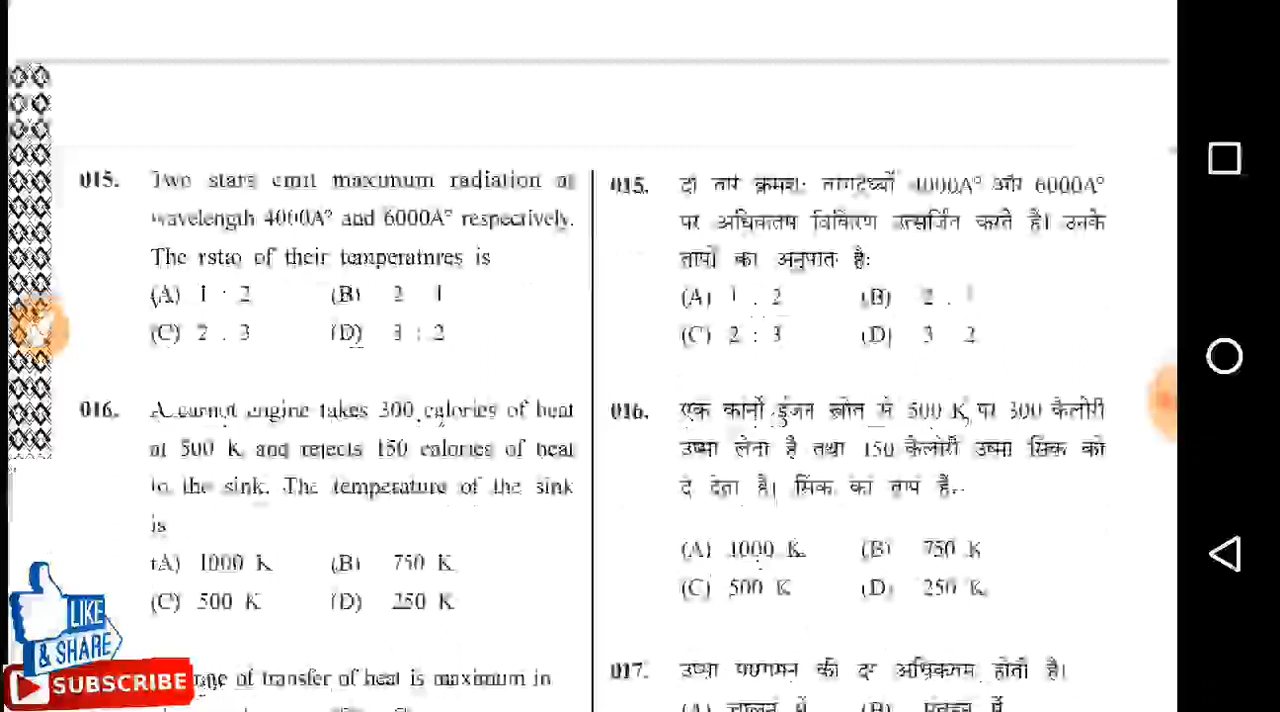 015. Two stars emit maximum radiation at
wavelength 4000A° and 6000A° respectively.
The ratio of their temperatures is
(A) 1 : 2 (B) 2 1
(C) 2 . 3 (D) 3 : 2
016. A carnot engine takes 300 calories of heat
at 500 K and rejects 150 calories of heat
to the sink. The temperature of the sink
is
(A) 1000 K (B) 750 K
(C) 500 K (D) 250 K
of transfer of heat is maximum in
015. दो तारे क्रमशः तरंगदैर्ध्यों 4000A° और 6000A°
पर अधिकतम विकिरण उत्सर्जित करते है। उनके
तापों का अनुपात है:
(A) 1 . 2 (B) 2 . 1
(C) 2 : 3 (D) 3 2
016. एक कार्नो इंजन स्रोत से 500 K पर 300 कैलोरी
उष्मा लेता है तथा 150 कैलोरी उष्मा सिंक को
दे देता है। सिंक का ताप है..
(A) 1000 K (B) 750 K
(C) 500 K (D) 250 K
017. उष्मा की दर अधिकतम होती है।
(A) चालन में (B)
LIKE
& SHARE
SUBSCRIBE